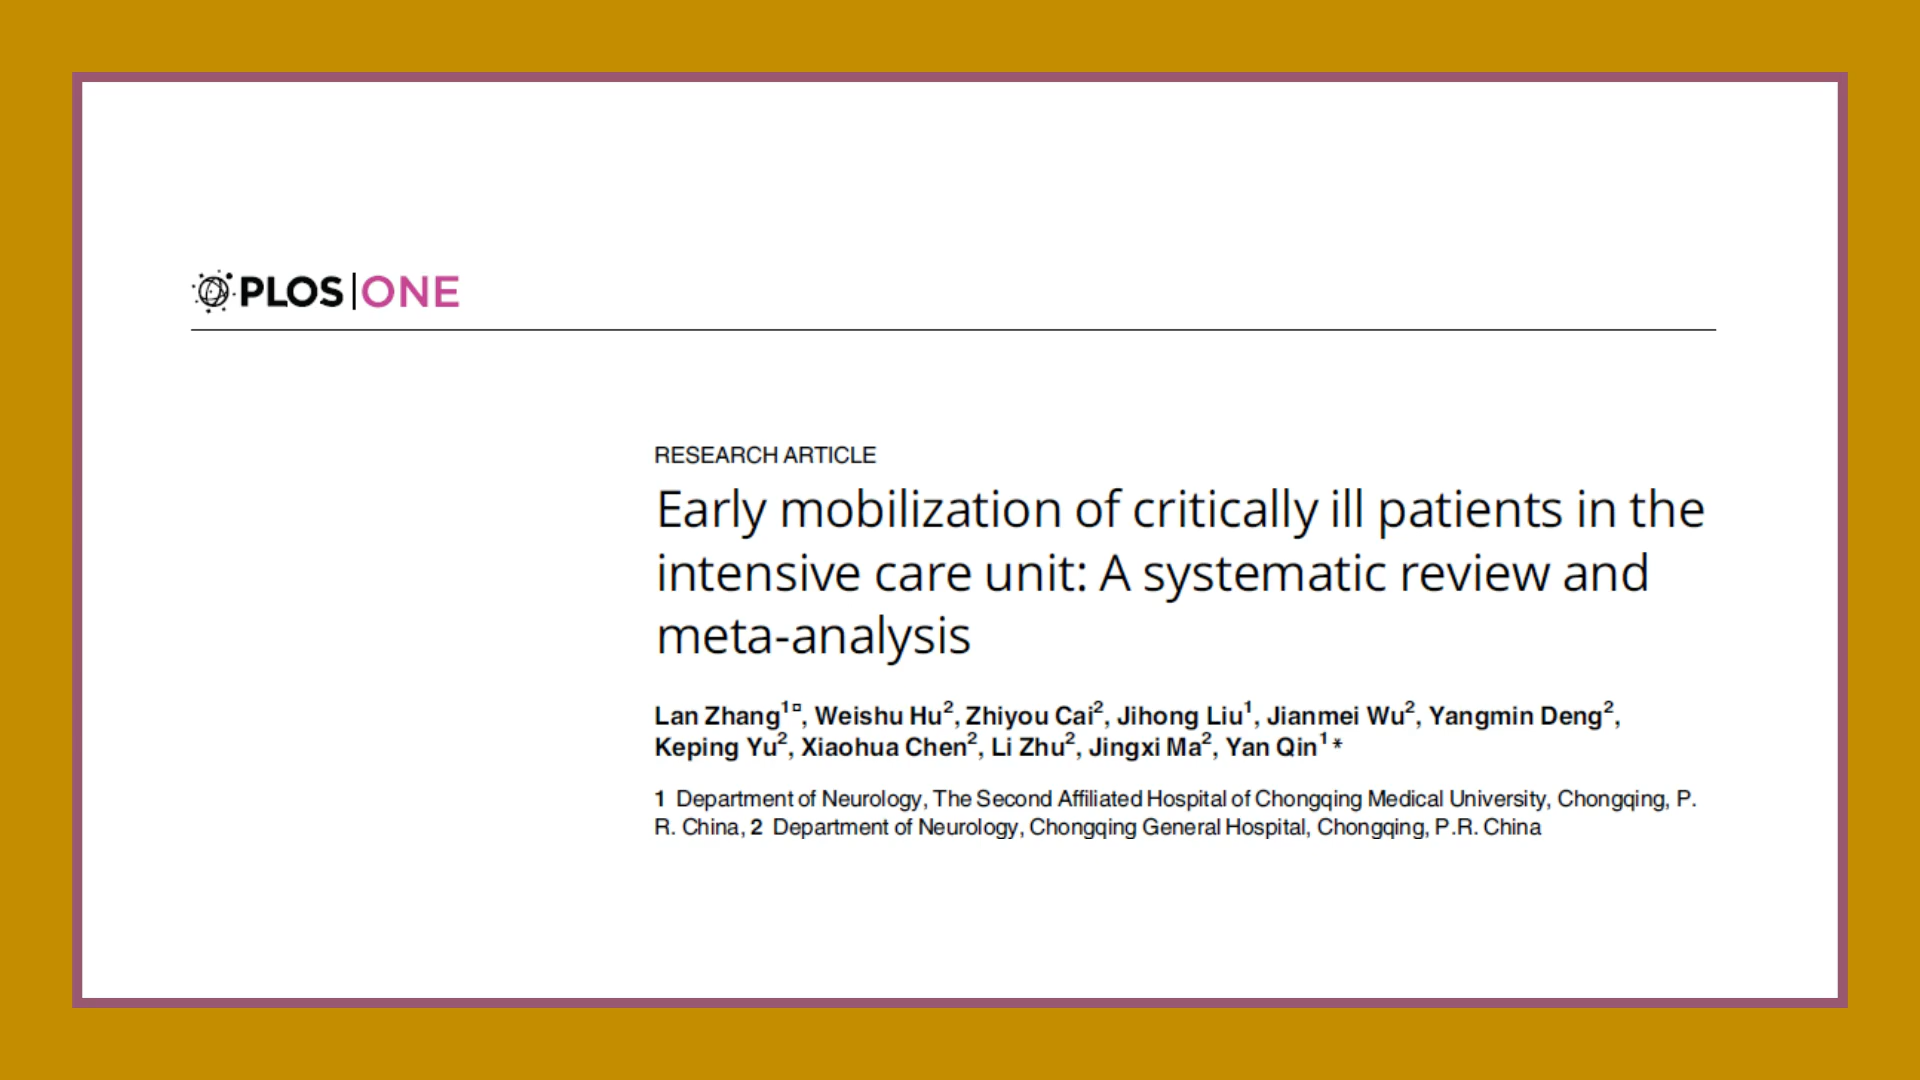 PLOS|ONE
RESEARCH ARTICLE
Early mobilization of critically ill patients in the
intensive care unit: A systematic review and
meta-analysis
Lan Zhang1¤, Weishu Hu2, Zhiyou Cai2, Jihong Liu1, Jianmei Wu2, Yangmin Deng2,
Keping Yu2, Xiaohua Chen2, Li Zhu2, Jingxi Ma2, Yan Qin1*
1 Department of Neurology, The Second Affiliated Hospital of Chongqing Medical University, Chongqing, P.
R. China, 2 Department of Neurology, Chongqing General Hospital, Chongqing, P.R. China